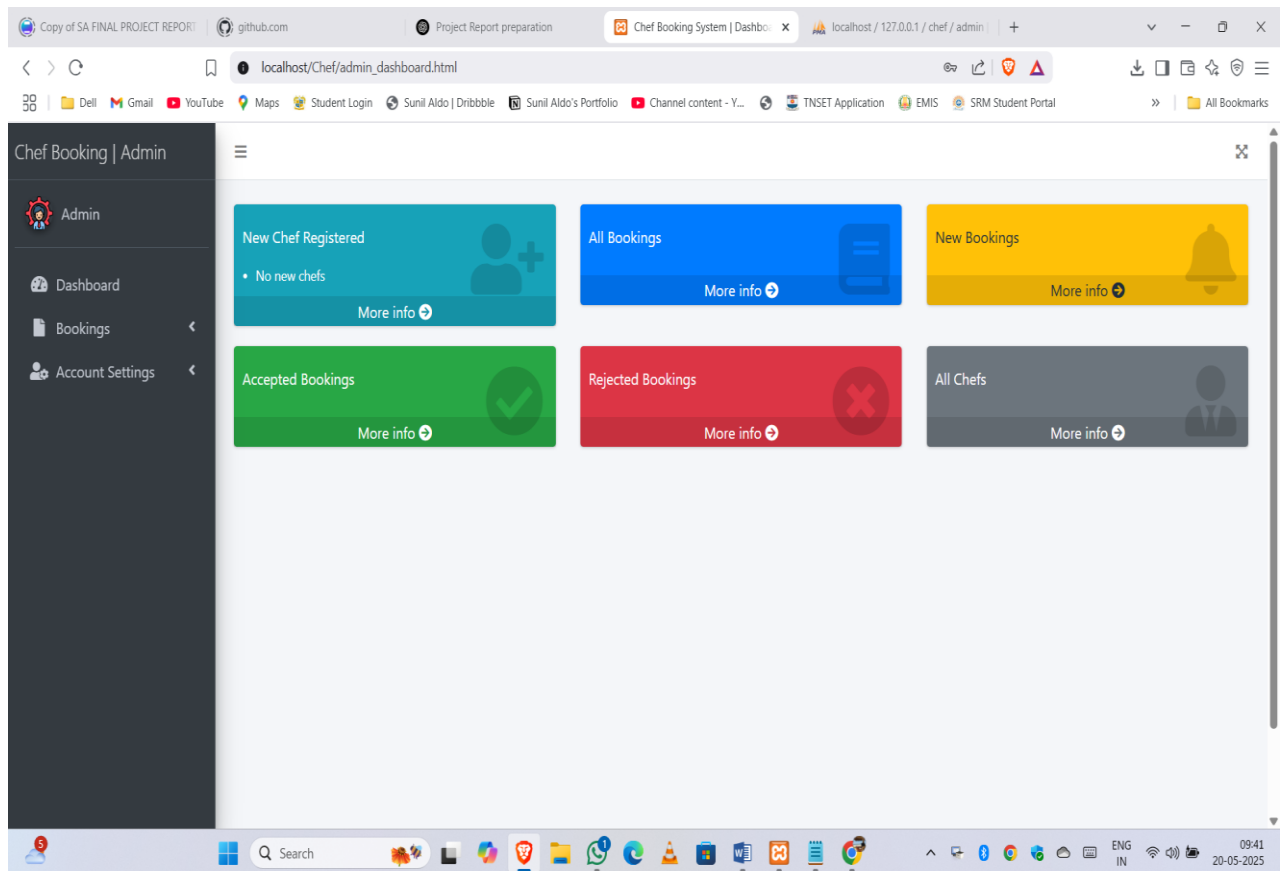 Copy of SA FINAL PROJECT REPORT
github.com
Project Report preparation
Chef Booking System | Dashbo
localhost / 127.0.0.1 / chef / admin |
localhost/Chef/admin_dashboard.html
Dell
Gmail
YouTube
Maps
Student Login
Sunil Aldo | Dribbble
Sunil Aldo's Portfolio
Channel content - Y...
TNSET Application
EMIS
SRM Student Portal
All Bookmarks
Chef Booking | Admin
Admin
Dashboard
Bookings
Account Settings
New Chef Registered
• No new chefs
More info
All Bookings
More info
New Bookings
More info
Accepted Bookings
More info
Rejected Bookings
More info
All Chefs
More info
5
Search
1
ENG
IN
09:41
20-05-2025